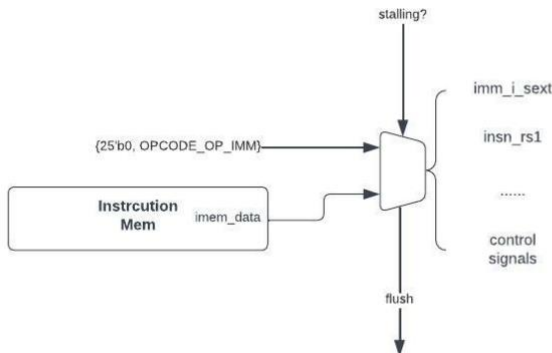 stalling?
imm_i_sext
insn_rs1
{25'b0, OPCODE_OP_IMM}
Instrcution
Mem
imem_data
......
control
signals
flush